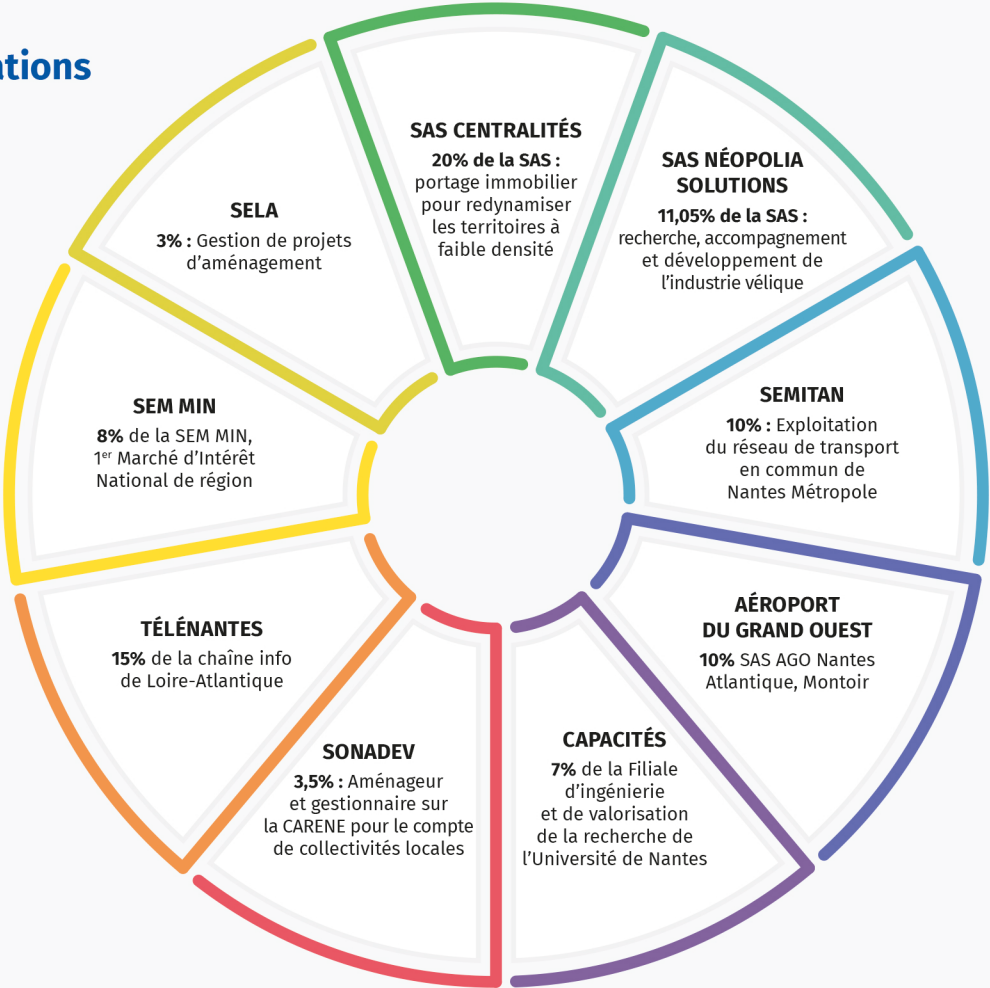 SAS CENTRALITÉS
20% de la SAS :
portage immobilier
pour redynamiser
les territoires à
faible densité
SAS NÉOPOLIA
SOLUTIONS
11,05% de la SAS :
recherche, accompagnement
et développement de
l'industrie vélique
SEMITAN
10% : Exploitation
du réseau de transport
en commun de
Nantes Métropole
AÉROPORT
DU GRAND OUEST
10% SAS AGO Nantes
Atlantique, Montoir
CAPACITÉS
7% de la Filiale
d'ingénierie
et de valorisation
de la recherche de
l'Université de Nantes
SONADEV
3,5% : Aménageur
et gestionnaire sur
la CARENE pour le compte
de collectivités locales
TÉLÉNANTES
15% de la chaîne info
de Loire-Atlantique
SEM MIN
8% de la SEM MIN,
1er Marché d'Intérêt
National de région
SELA
3% : Gestion de projets
d'aménagement